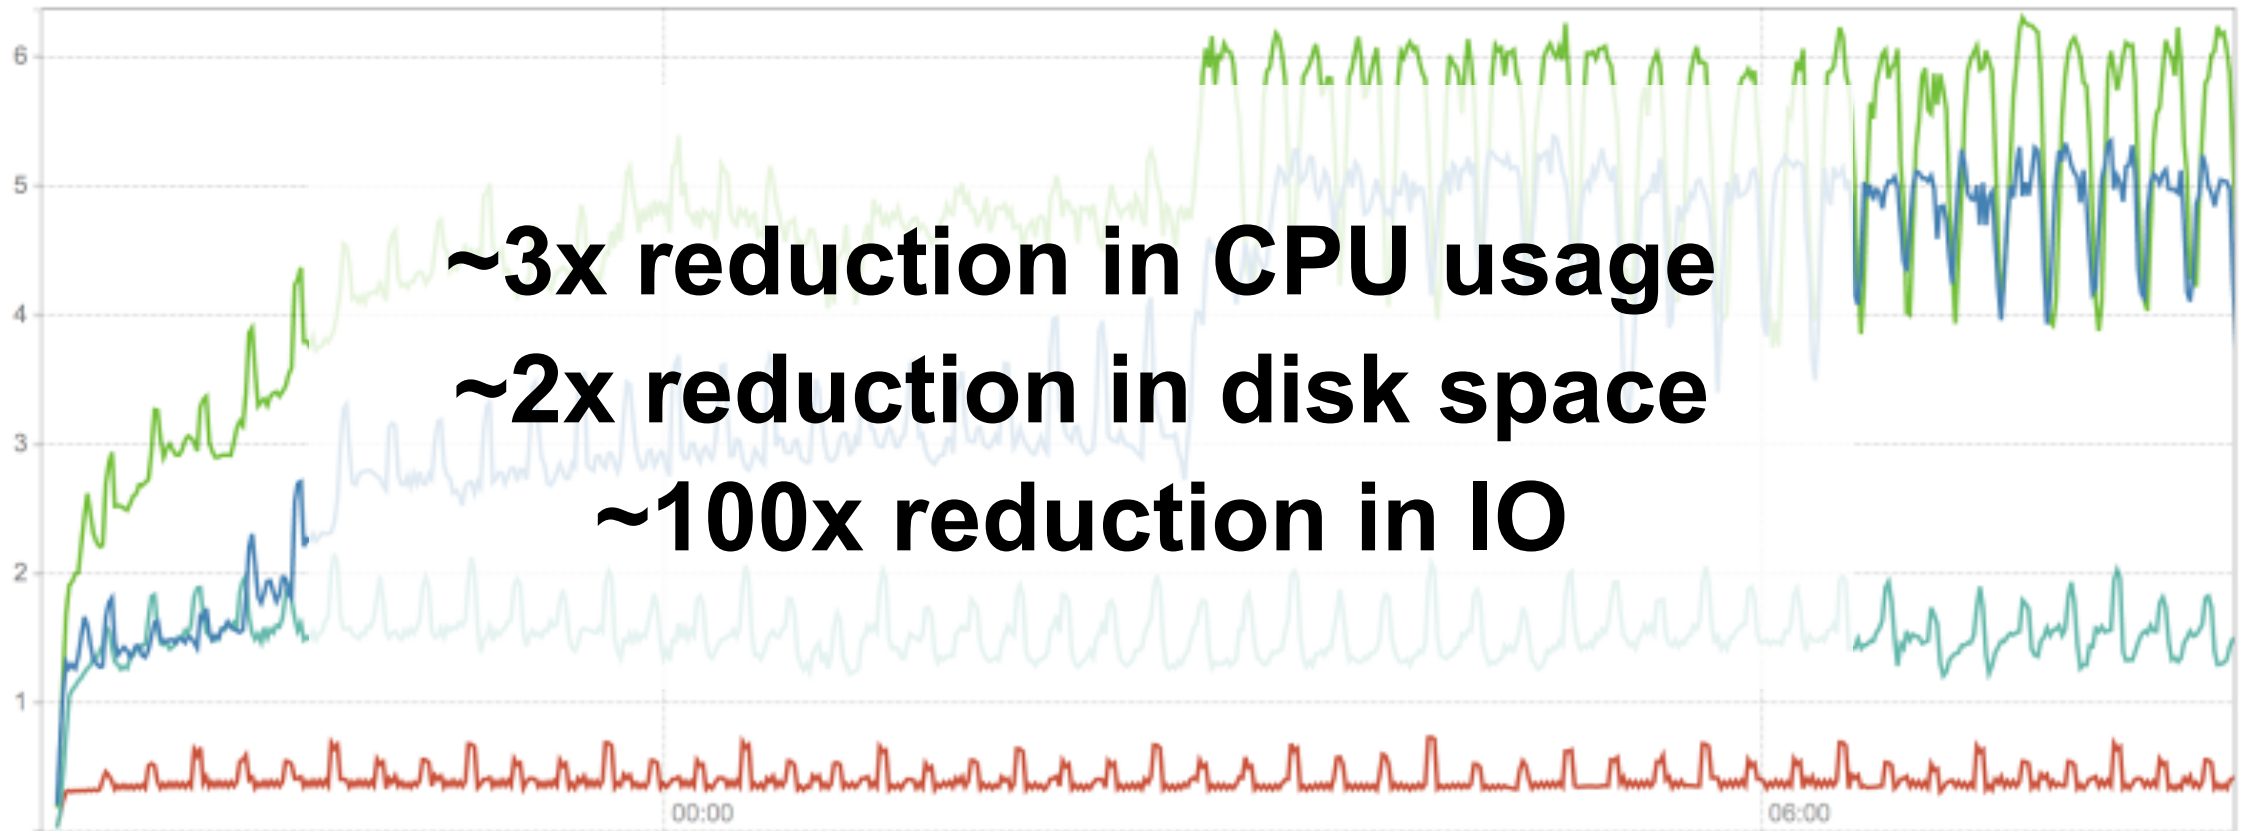 6
5
~3x reduction in CPU usage
4
~2x reduction in disk space
3
~100x reduction in IO
2
1
00:00 06:00